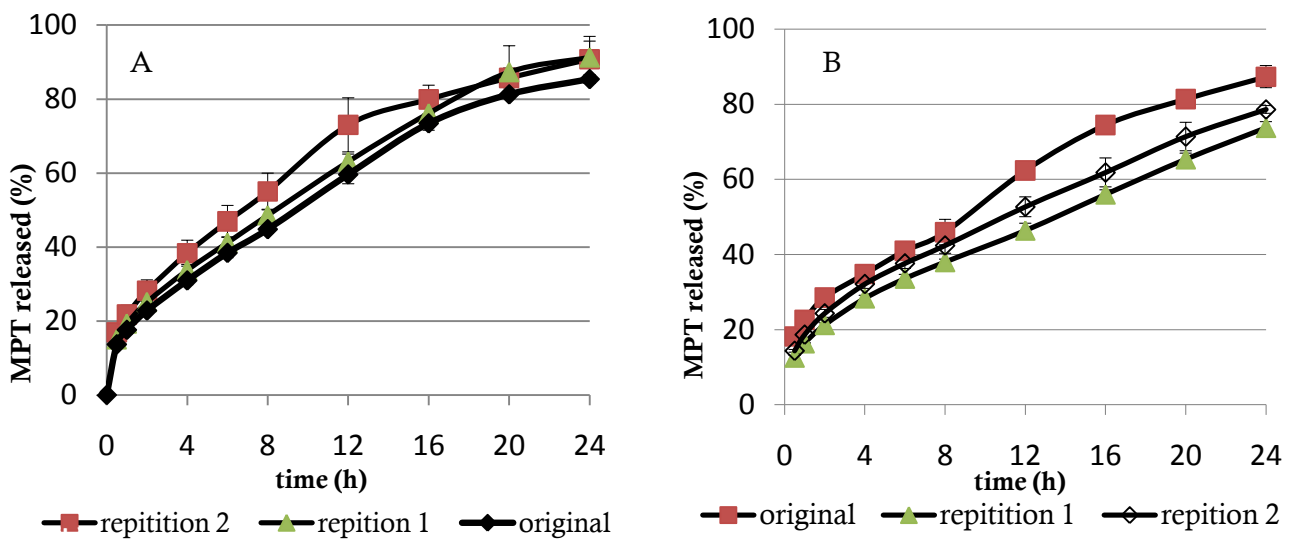 A
MPT released (%)
100
80
60
40
20
0
0 4 8 12 16 20 24
time (h)
repitition 2 repition 1 original
B
MPT released (%)
100
80
60
40
20
0
0 4 8 12 16 20 24
time (h)
original repitition 1 repition 2